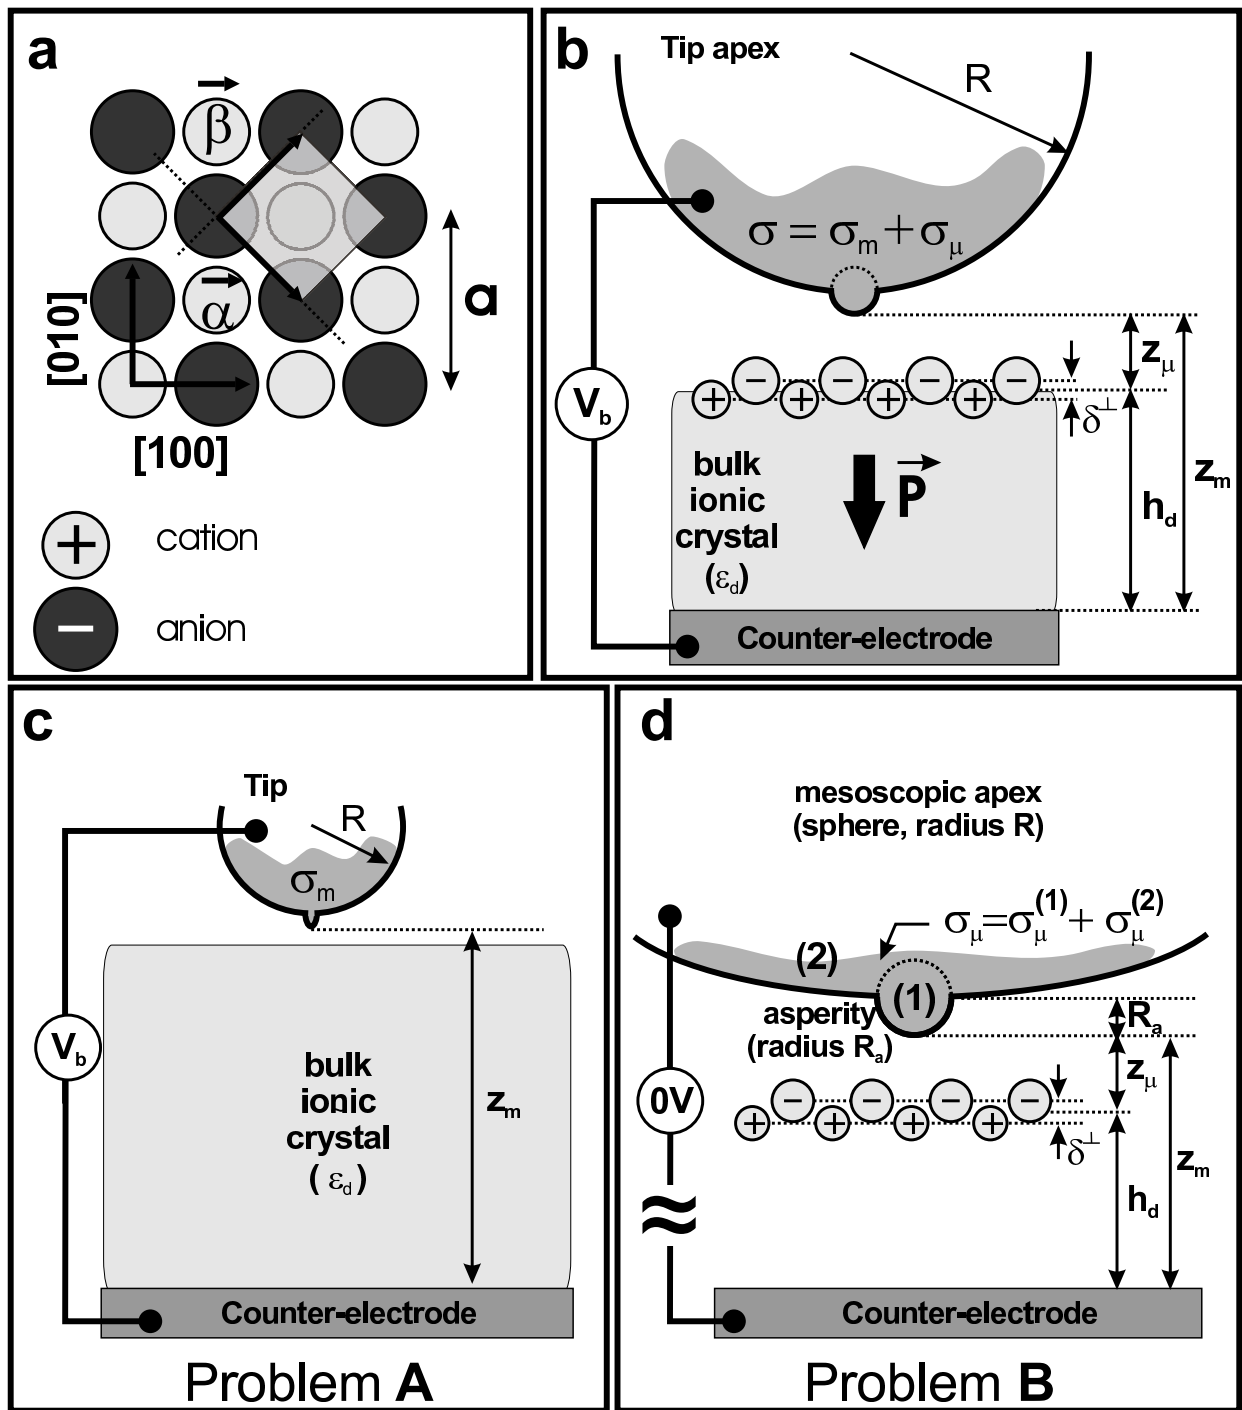 a
β
α
a
[010]
[100]
+ cation
− anion
b
Tip apex
R
σ = σm + σμ
Vb
− − − −
+ + + +
zμ
δ⊥
zm
hd
bulk
ionic
crystal
(εd)
P
Counter-electrode
c
Tip
R
σm
Vb
bulk
ionic
crystal
(εd)
zm
Counter-electrode
Problem A
d
mesoscopic apex
(sphere, radius R)
σμ=σμ(1)+ σμ(2)
(2)
(1)
asperity
(radius Ra)
Ra
zμ
0V
− − − −
+ + + +
δ⊥
zm
hd
≈
Counter-electrode
Problem B